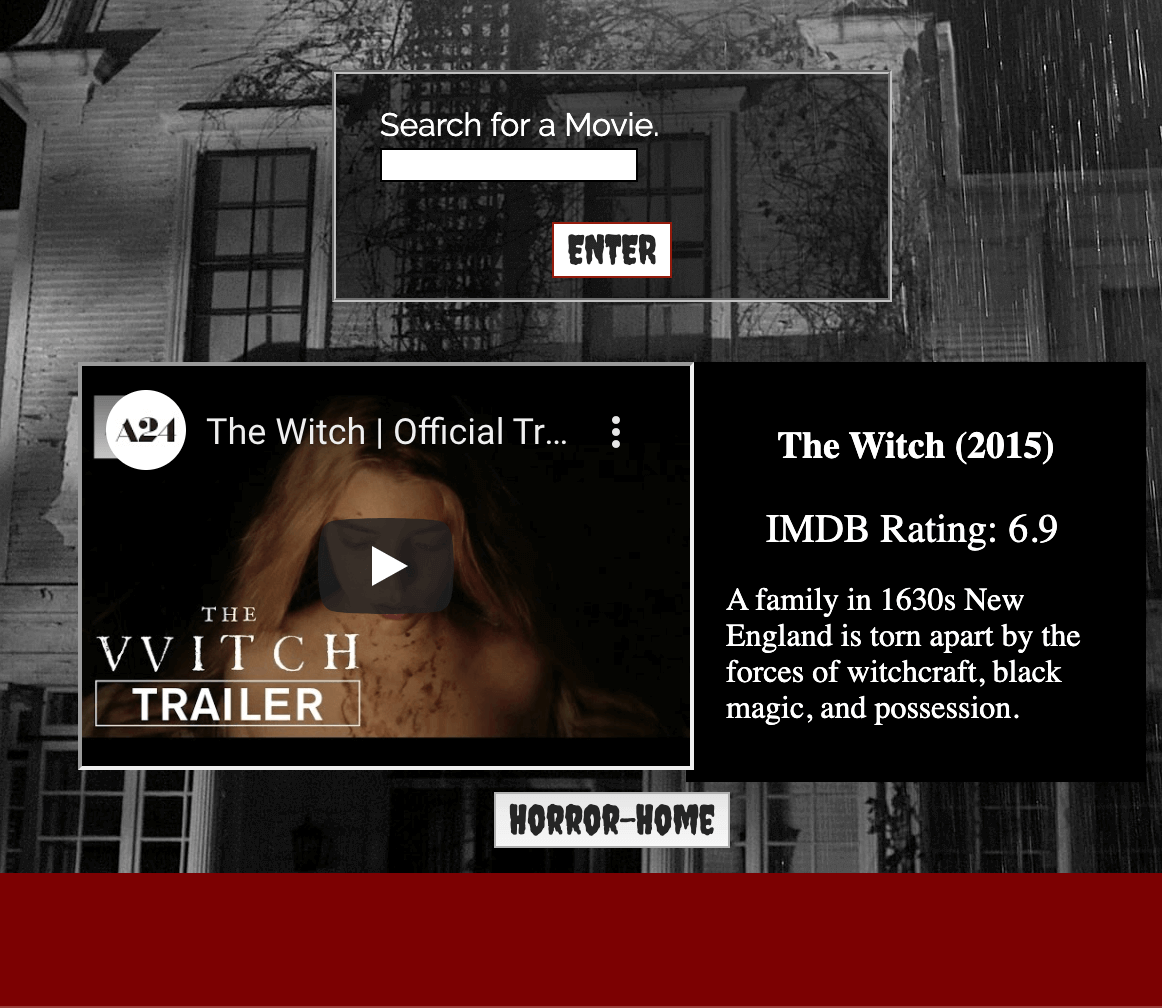 Search for a Movie.
ENTER
A24
The Witch | Official Tr...
THE
VVITCH
TRAILER
The Witch (2015)
IMDB Rating: 6.9
A family in 1630s New
England is torn apart by the
forces of witchcraft, black
magic, and possession.
HORROR-HOME